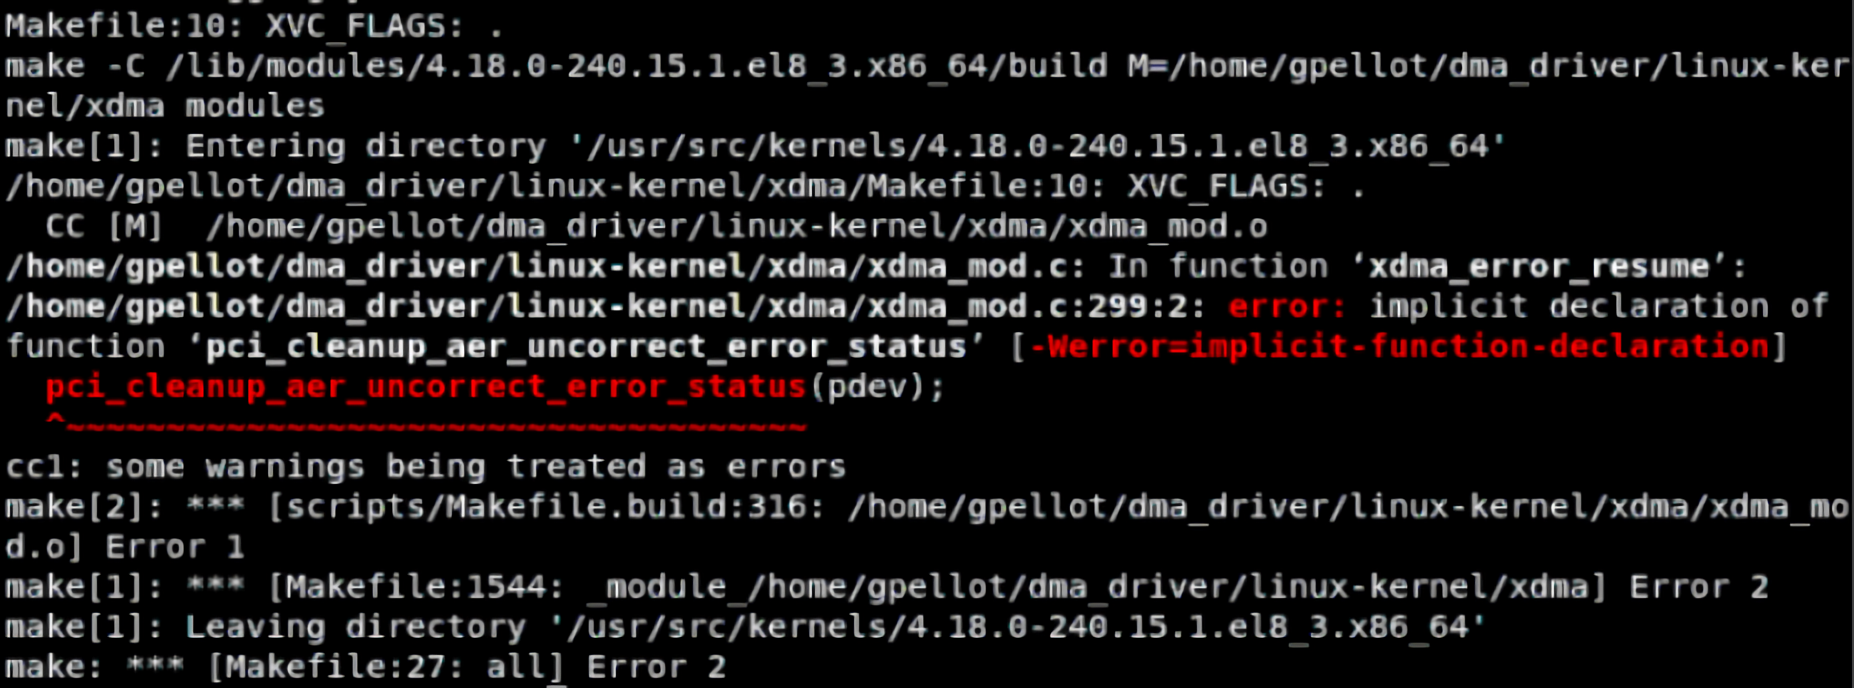 Makefile:10: XVC_FLAGS: .
make -C /lib/modules/4.18.0-240.15.1.el8_3.x86_64/build M=/home/gpellot/dma_driver/linux-ker
nel/xdma modules
make[1]: Entering directory '/usr/src/kernels/4.18.0-240.15.1.el8_3.x86_64'
/home/gpellot/dma_driver/linux-kernel/xdma/Makefile:10: XVC_FLAGS: .
  CC [M]  /home/gpellot/dma_driver/linux-kernel/xdma/xdma_mod.o
/home/gpellot/dma_driver/linux-kernel/xdma/xdma_mod.c: In function ‘xdma_error_resume’:
/home/gpellot/dma_driver/linux-kernel/xdma/xdma_mod.c:299:2: error: implicit declaration of
function ‘pci_cleanup_aer_uncorrect_error_status’ [-Werror=implicit-function-declaration]
  pci_cleanup_aer_uncorrect_error_status(pdev);
  ^~~~~~~~~~~~~~~~~~~~~~~~~~~~~~~~~~~~~~
cc1: some warnings being treated as errors
make[2]: *** [scripts/Makefile.build:316: /home/gpellot/dma_driver/linux-kernel/xdma/xdma_mo
d.o] Error 1
make[1]: *** [Makefile:1544: _module_/home/gpellot/dma_driver/linux-kernel/xdma] Error 2
make[1]: Leaving directory '/usr/src/kernels/4.18.0-240.15.1.el8_3.x86_64'
make: *** [Makefile:27: all] Error 2